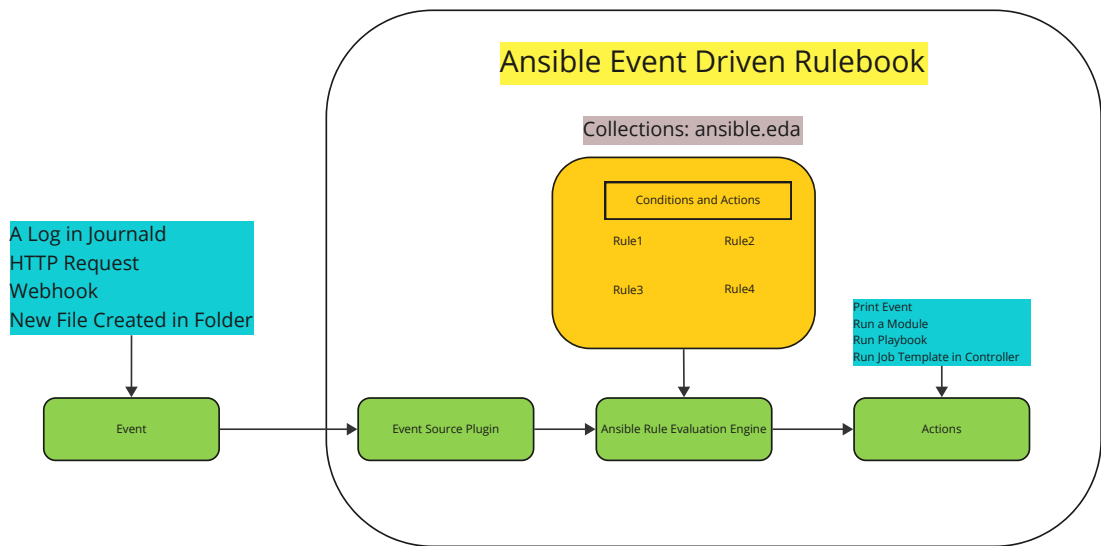 Ansible Event Driven Rulebook
Collections: ansible.eda
Conditions and Actions
Rule1
Rule2
Rule3
Rule4
A Log in Journald
HTTP Request
Webhook
New File Created in Folder
Print Event
Run a Module
Run Playbook
Run Job Template in Controller
Event
Event Source Plugin
Ansible Rule Evaluation Engine
Actions